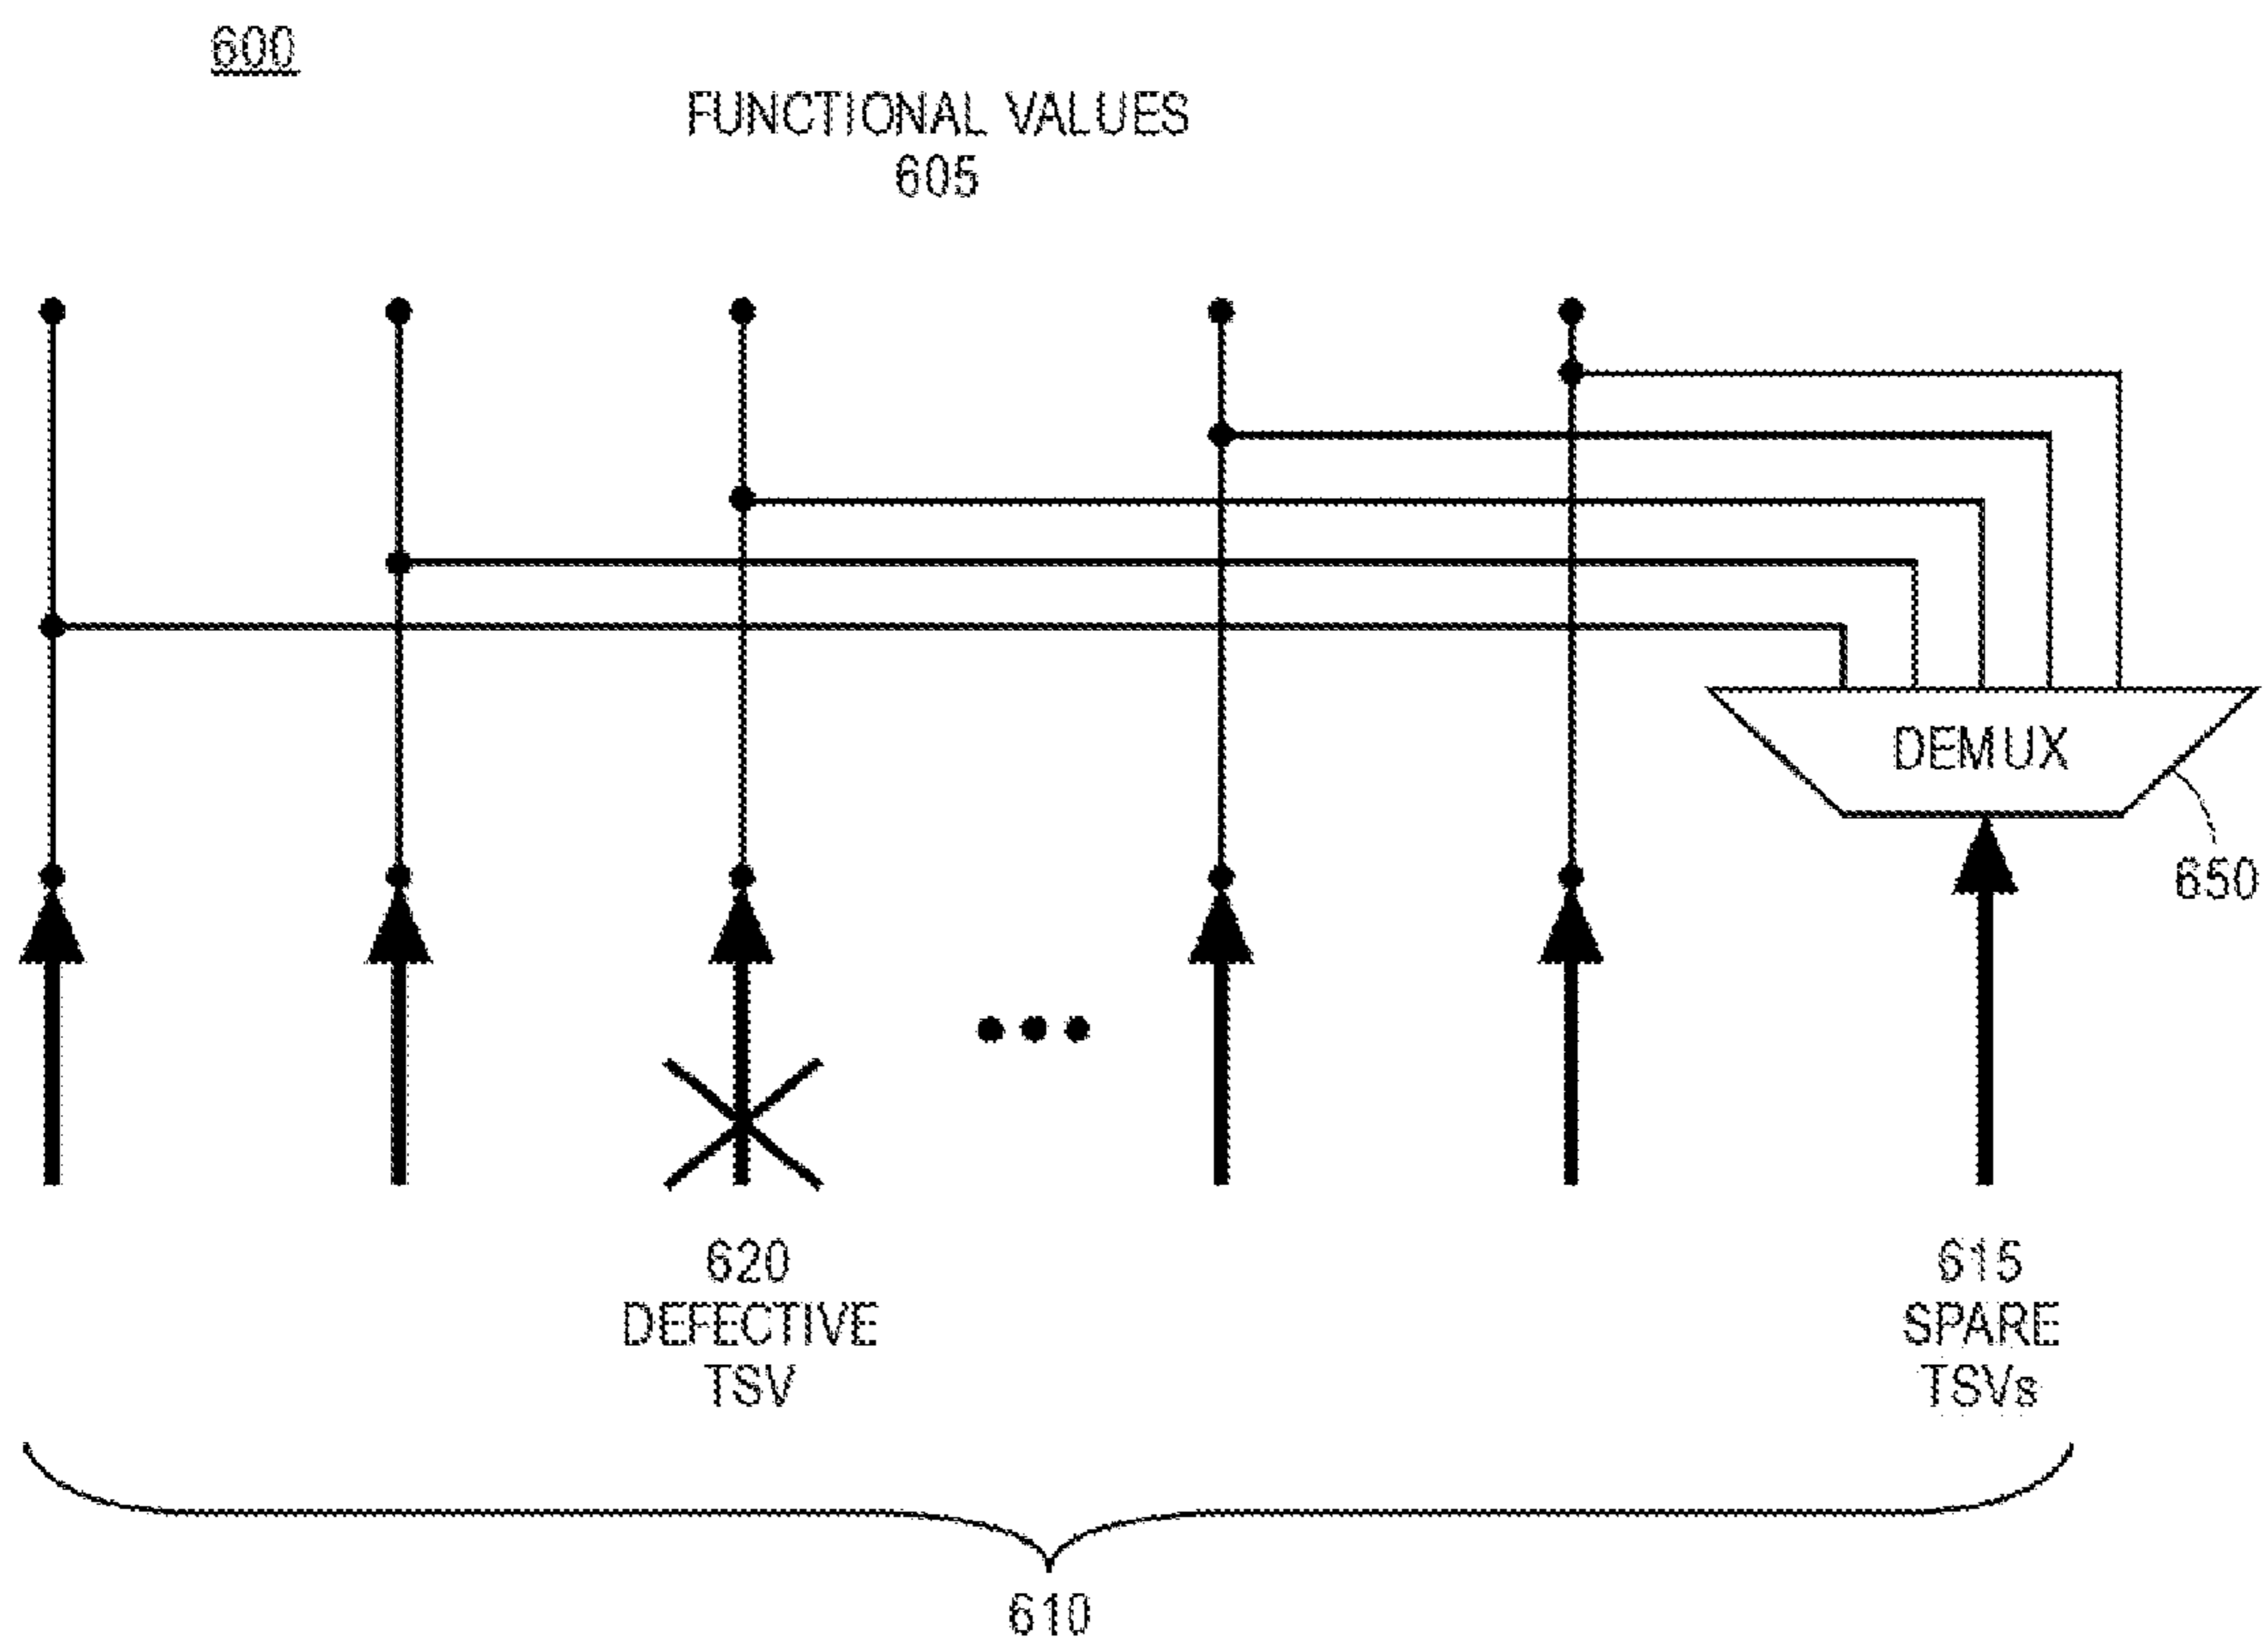 600
FUNCTIONAL VALUES
605
DEMUX
650
620
DEFECTIVE
TSV
615
SPARE
TSVs
610